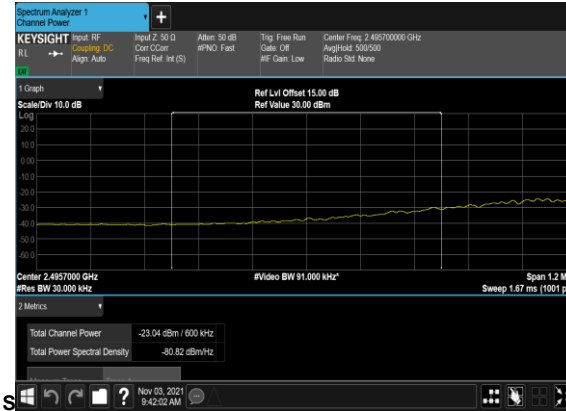 Spectrum Analyzer 1
Channel Power
+
KEYSIGHT Input: RF Input Z: 50 Ω Atten: 50 dB Trig: Free Run Center Freq: 2.495700000 GHz
RL Coupling: DC Corr CCorr #PNO: Fast Gate: Off Avg|Hold: 500/500
Align: Auto Freq Ref: Int (S) #IF Gain: Low Radio Std: None
1 Graph
Ref Lvl Offset 15.00 dB
Scale/Div 10.0 dB Ref Value 30.00 dBm
Log
20.0
10.0
0.00
-10.0
-20.0
-30.0
-40.0
-50.0
-60.0
Center 2.4957000 GHz #Video BW 91.000 kHz* Span 1.2 M
#Res BW 30.000 kHz Sweep 1.67 ms (1001 p
2 Metrics
Total Channel Power -23.04 dBm / 600 kHz
Total Power Spectral Density -80.82 dBm/Hz
S
? Nov 03, 2021
9:42:02 AM